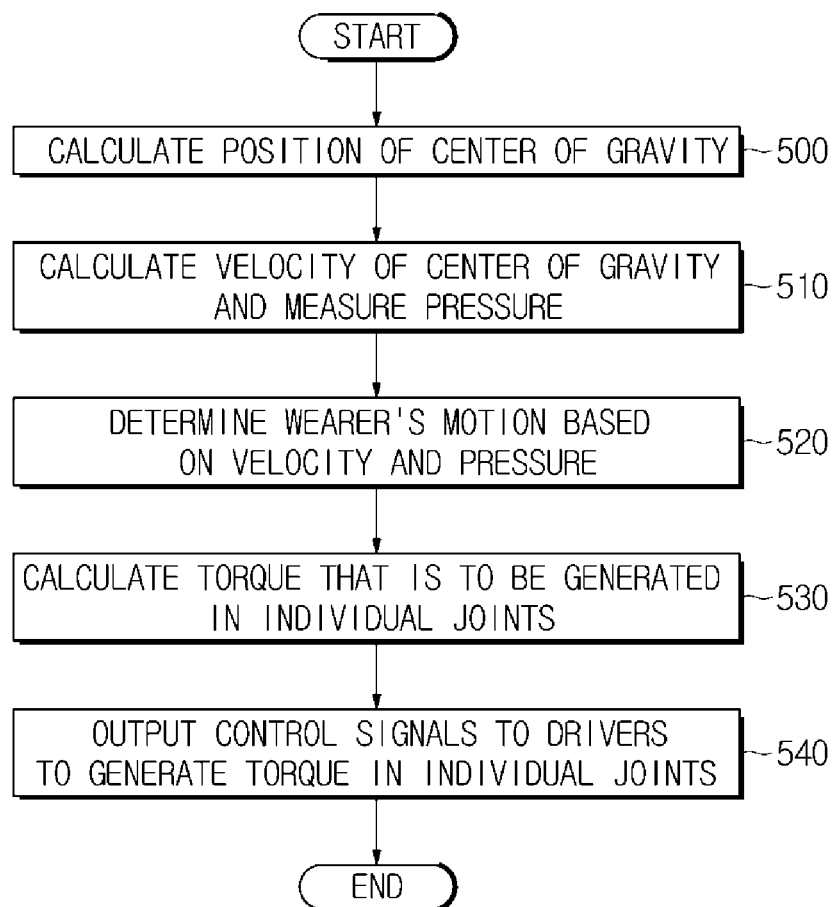 START
CALCULATE POSITION OF CENTER OF GRAVITY
500
CALCULATE VELOCITY OF CENTER OF GRAVITY
AND MEASURE PRESSURE
510
DETERMINE WEARER'S MOTION BASED
ON VELOCITY AND PRESSURE
520
CALCULATE TORQUE THAT IS TO BE GENERATED
IN INDIVIDUAL JOINTS
530
OUTPUT CONTROL SIGNALS TO DRIVERS
TO GENERATE TORQUE IN INDIVIDUAL JOINTS
540
END